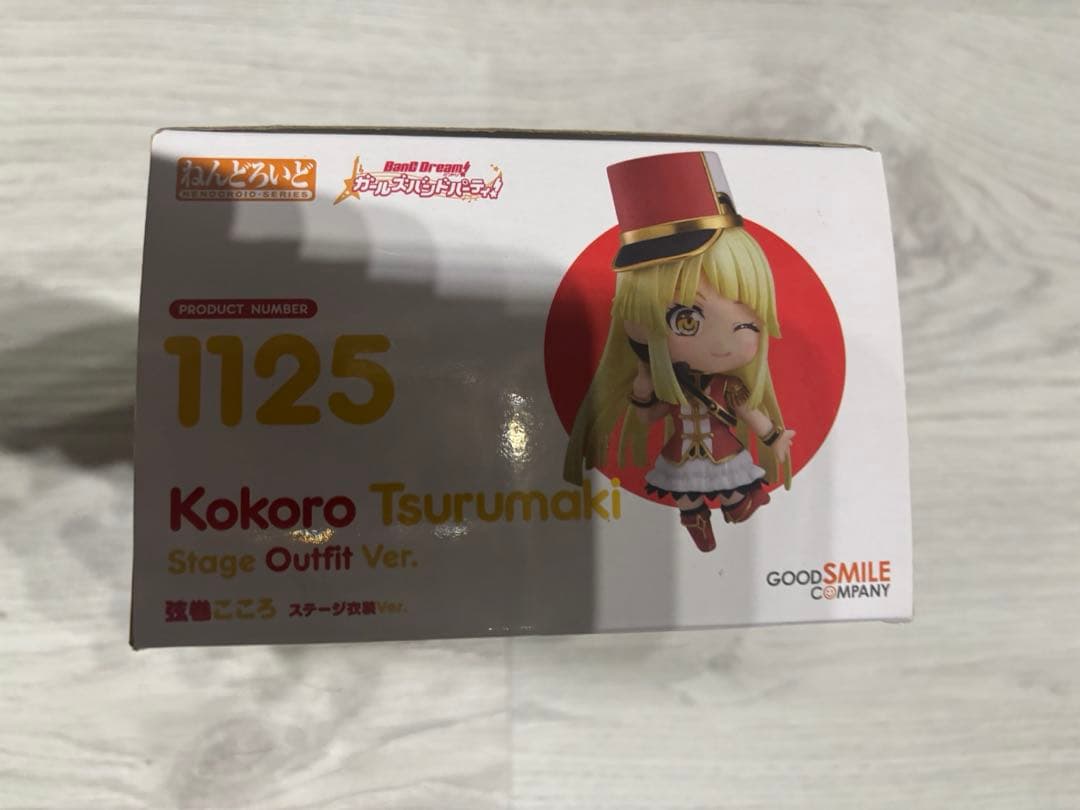 ねんどろいど
NENDOROID-SERIES
BanG Dream!
ガールズバンドパーティ!
PRODUCT NUMBER
1125
Kokoro Tsurumaki
Stage Outfit Ver.
弦巻こころ ステージ衣装Ver.
GOOD SMILE
COMPANY